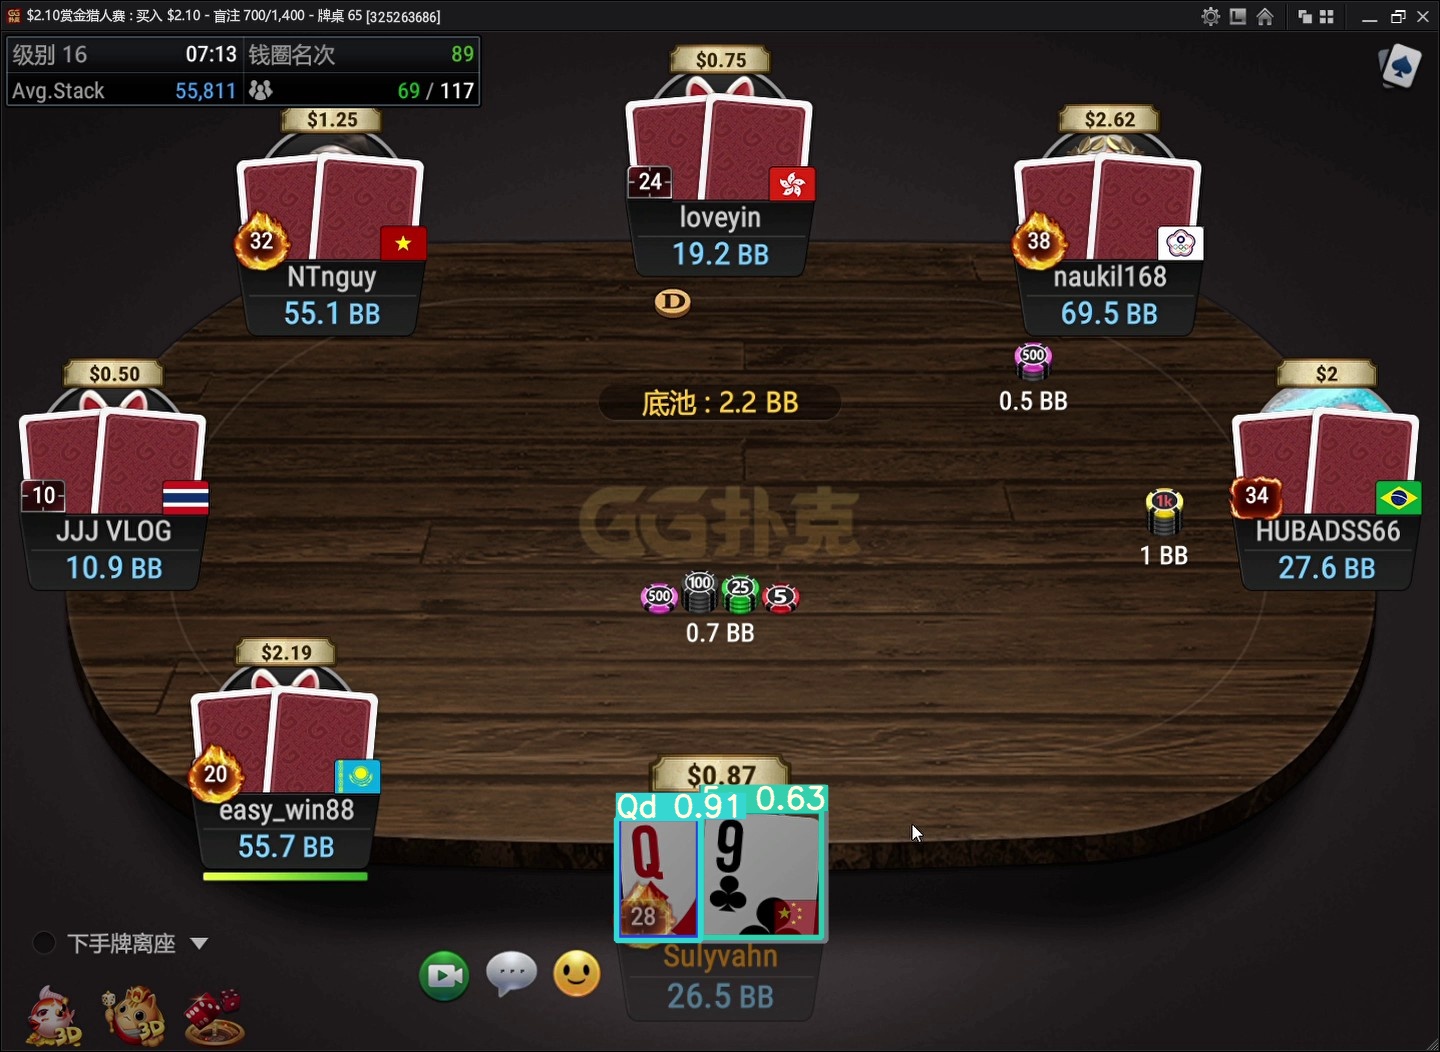 $2.10赏金猎人赛 : 买入 $2.10 - 盲注 700/1,400 - 牌桌 65 [325263686]
级别 16 07:13 钱圈名次 89
Avg.Stack 55,811 69 / 117
$0.75
24
loveyin
19.2 BB
$1.25
32
NTnguy
55.1 BB
$2.62
38
naukil168
69.5 BB
D
500
0.5 BB
底池 : 2.2 BB
$0.50
10
JJJ VLOG
10.9 BB
$2
34
HUBADSS66
27.6 BB
1k
1 BB
GG扑克
500 100 25 5
0.7 BB
$2.19
20
easy_win88
55.7 BB
$0.87
Qd 0.91 0.63
Q 9
28
Sulyvahn
26.5 BB
下手牌离座
3D 3D